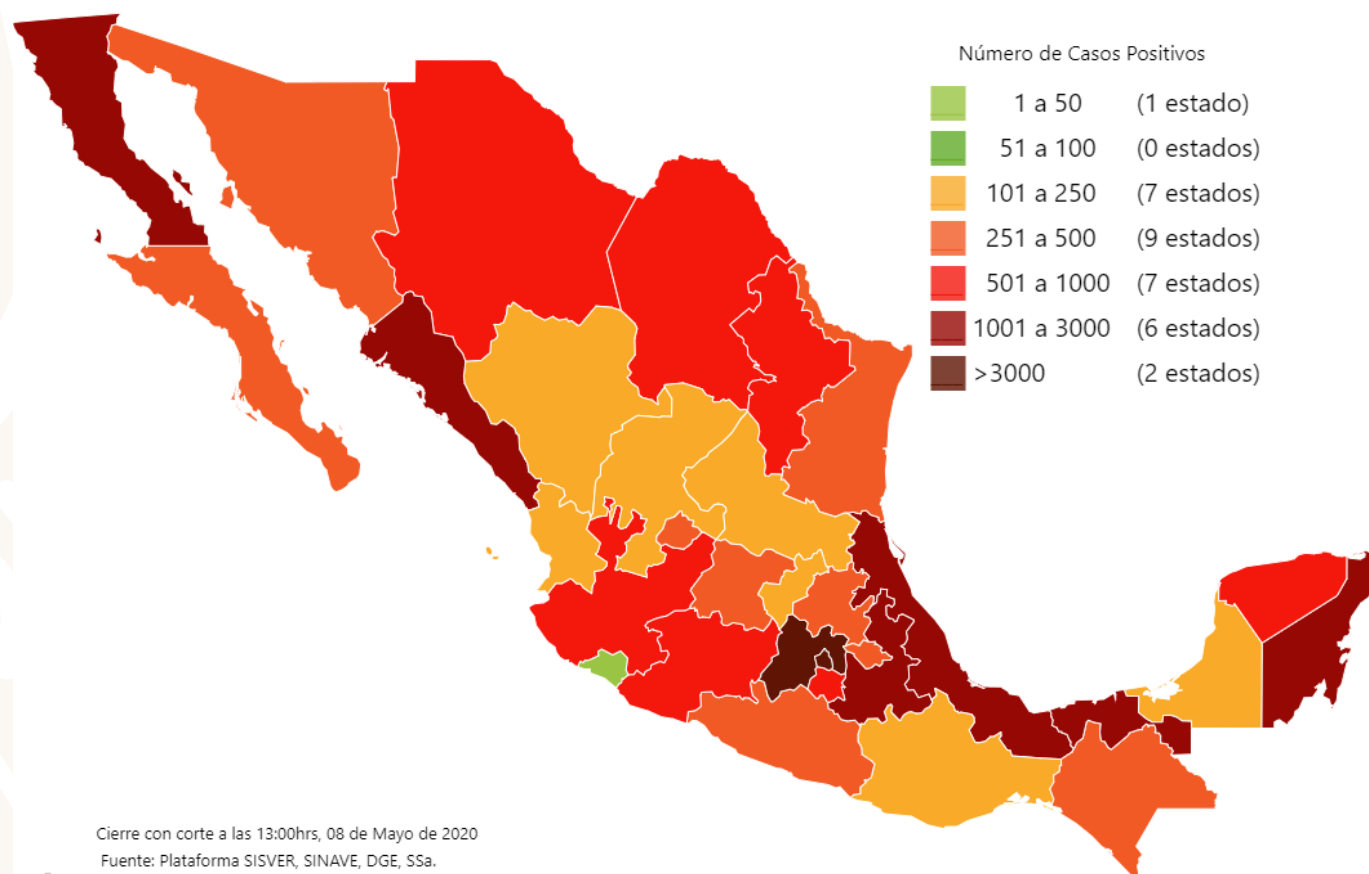 Número de Casos Positivos
1 a 50 (1 estado)
51 a 100 (0 estados)
101 a 250 (7 estados)
251 a 500 (9 estados)
501 a 1000 (7 estados)
1001 a 3000 (6 estados)
>3000 (2 estados)
Cierre con corte a las 13:00hrs, 08 de Mayo de 2020
Fuente: Plataforma SISVER, SINAVE, DGE, SSa.